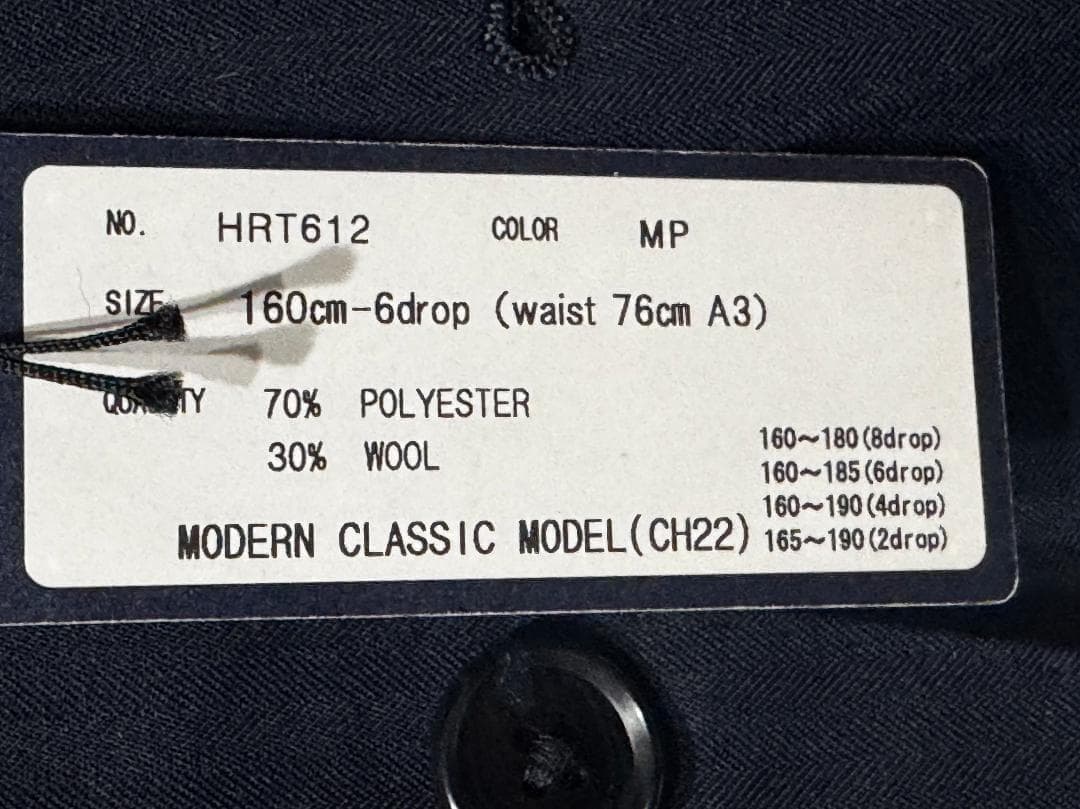 NO. HRT612 COLOR MP
SIZE 160cm-6drop (waist 76cm A3)
70% POLYESTER
30% WOOL
160~180(8drop)
160~185(6drop)
160~190(4drop)
MODERN CLASSIC MODEL(CH22) 165~190(2drop)